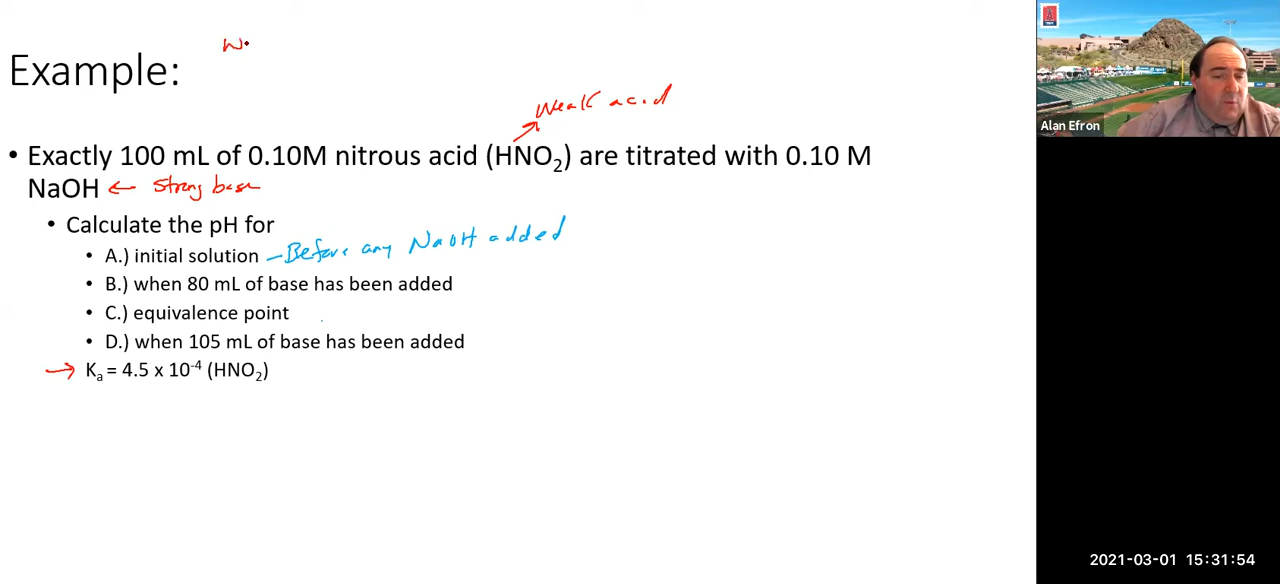 W
Example:
Weak acid
• Exactly 100 mL of 0.10M nitrous acid (HNO₂) are titrated with 0.10 M
NaOH ← Strong base
• Calculate the pH for
• A.) initial solution – Before any NaOH added
• B.) when 80 mL of base has been added
• C.) equivalence point
• D.) when 105 mL of base has been added
→ Kₐ = 4.5 x 10⁻⁴ (HNO₂)
Alan Efron
2021-03-01 15:31:54